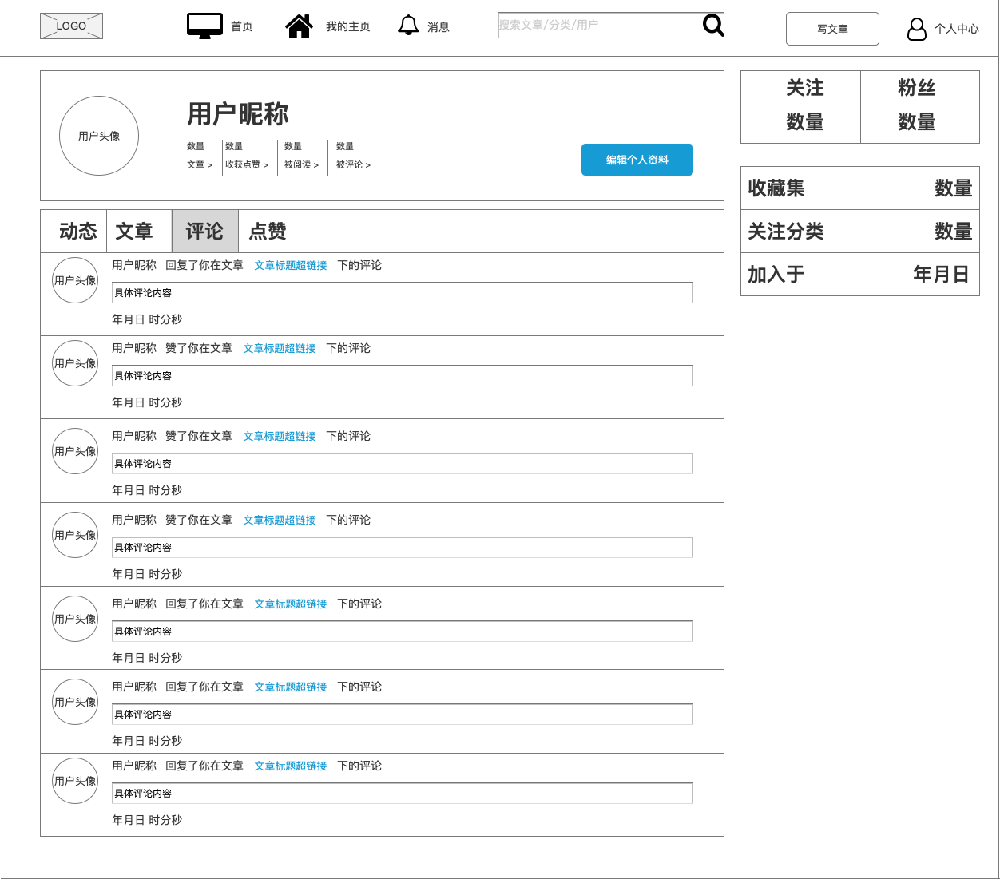 LOGO
首页
我的主页
消息
搜索文章/分类/用户
写文章
个人中心
用户头像
用户昵称
数量 数量 数量 数量
文章 > 收获点赞 > 被阅读 > 被评论 >
编辑个人资料
关注 粉丝
数量 数量
收藏集 数量
关注分类 数量
加入于 年月日
动态 文章 评论 点赞
用户头像
用户昵称 回复了你在文章 文章标题超链接 下的评论
具体评论内容
年月日 时分秒
用户头像
用户昵称 赞了你在文章 文章标题超链接 下的评论
具体评论内容
年月日 时分秒
用户头像
用户昵称 赞了你在文章 文章标题超链接 下的评论
具体评论内容
年月日 时分秒
用户头像
用户昵称 赞了你在文章 文章标题超链接 下的评论
具体评论内容
年月日 时分秒
用户头像
用户昵称 回复了你在文章 文章标题超链接 下的评论
具体评论内容
年月日 时分秒
用户头像
用户昵称 回复了你在文章 文章标题超链接 下的评论
具体评论内容
年月日 时分秒
用户头像
用户昵称 回复了你在文章 文章标题超链接 下的评论
具体评论内容
年月日 时分秒